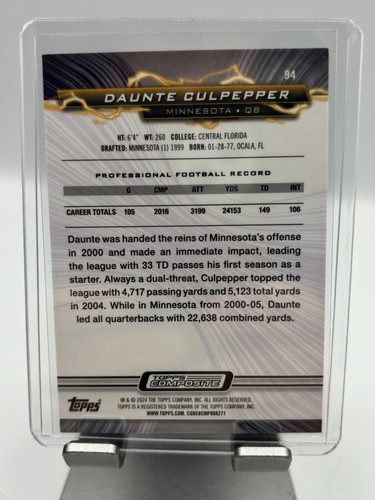 94
DAUNTE CULPEPPER
MINNESOTA • QB
HT: 6'4" WT: 260 COLLEGE: CENTRAL FLORIDA
DRAFTED: MINNESOTA (1) 1999 BORN: 01-28-77, OCALA, FL
PROFESSIONAL FOOTBALL RECORD
G CMP ATT YDS TD INT
CAREER TOTALS 105 2016 3199 24153 149 106
Daunte was handed the reins of Minnesota's offense
in 2000 and made an immediate impact, leading
the league with 33 TD passes his first season as a
starter. Always a dual-threat, Culpepper topped the
league with 4,717 passing yards and 5,123 total yards
in 2004. While in Minnesota from 2000-05, Daunte
led all quarterbacks with 22,638 combined yards.
TOPPS
COMPOSITE
Topps
® & © 2024 THE TOPPS COMPANY, INC. ALL RIGHTS RESERVED.
TOPPS IS A REGISTERED TRADEMARK OF THE TOPPS COMPANY, INC.
WWW.TOPPS.COM. CODE#CMP086271